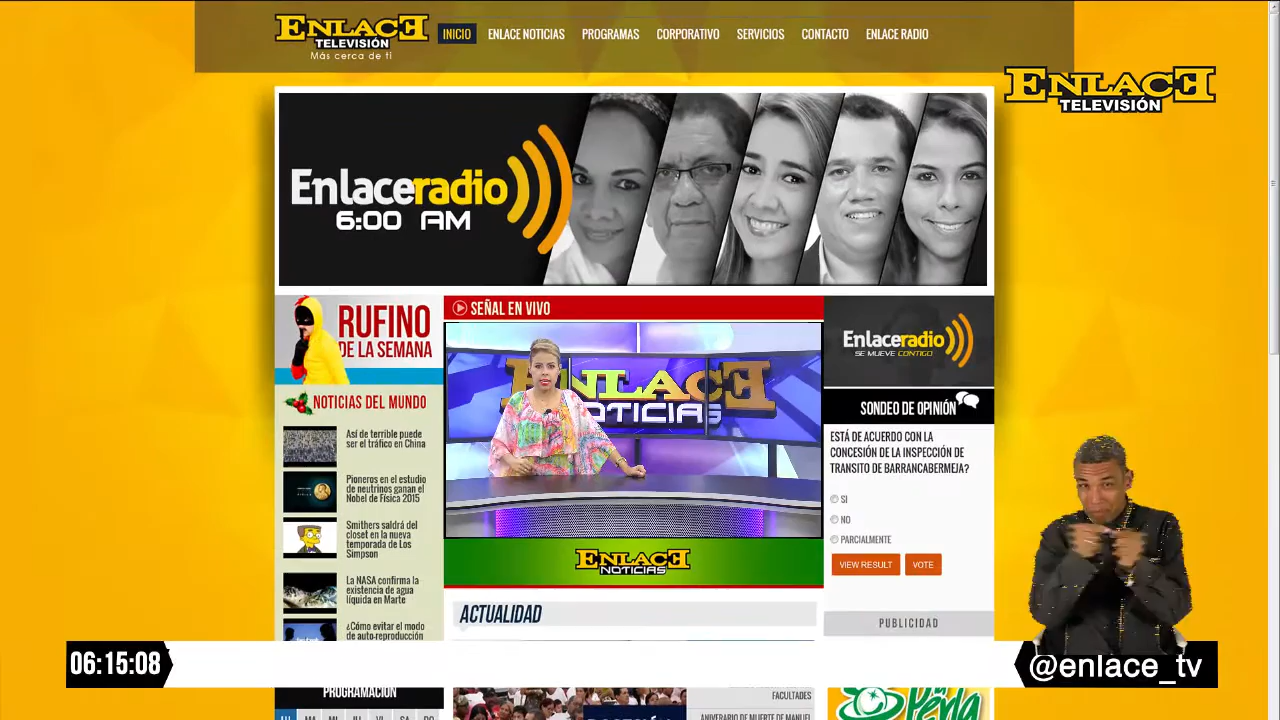 ENLACE
TELEVISIÓN
Más cerca de ti
INICIO
ENLACE NOTICIAS
PROGRAMAS
CORPORATIVO
SERVICIOS
CONTACTO
ENLACE RADIO
ENLACE
TELEVISIÓN
Enlaceradio
6:00 AM
RUFINO
DE LA SEMANA
NOTICIAS DEL MUNDO
Así de terrible puede
ser el tráfico en China
Pioneros en el estudio
de neutrinos ganan el
Nobel de Física 2015
Smithers saldrá del
closet en la nueva
temporada de Los
Simpson
La NASA confirma la
existencia de agua
líquida en Marte
¿Cómo evitar el modo
de auto-reproducción
SEÑAL EN VIVO
ENLACE
NOTICIAS
ENLACE
NOTICIAS
ACTUALIDAD
Enlaceradio
SE MUEVE CONTIGO
SONDEO DE OPINIÓN
ESTÁ DE ACUERDO CON LA
CONCESIÓN DE LA INSPECCIÓN DE
TRANSITO DE BARRANCABERMEJA?
SI
NO
PARCIALMENTE
VIEW RESULT
VOTE
PUBLICIDAD
06:15:08
@enlace_tv
PROGRAMACIÓN
FACULTADES
ANIVERARIO DE MUERTE DE MANUEL